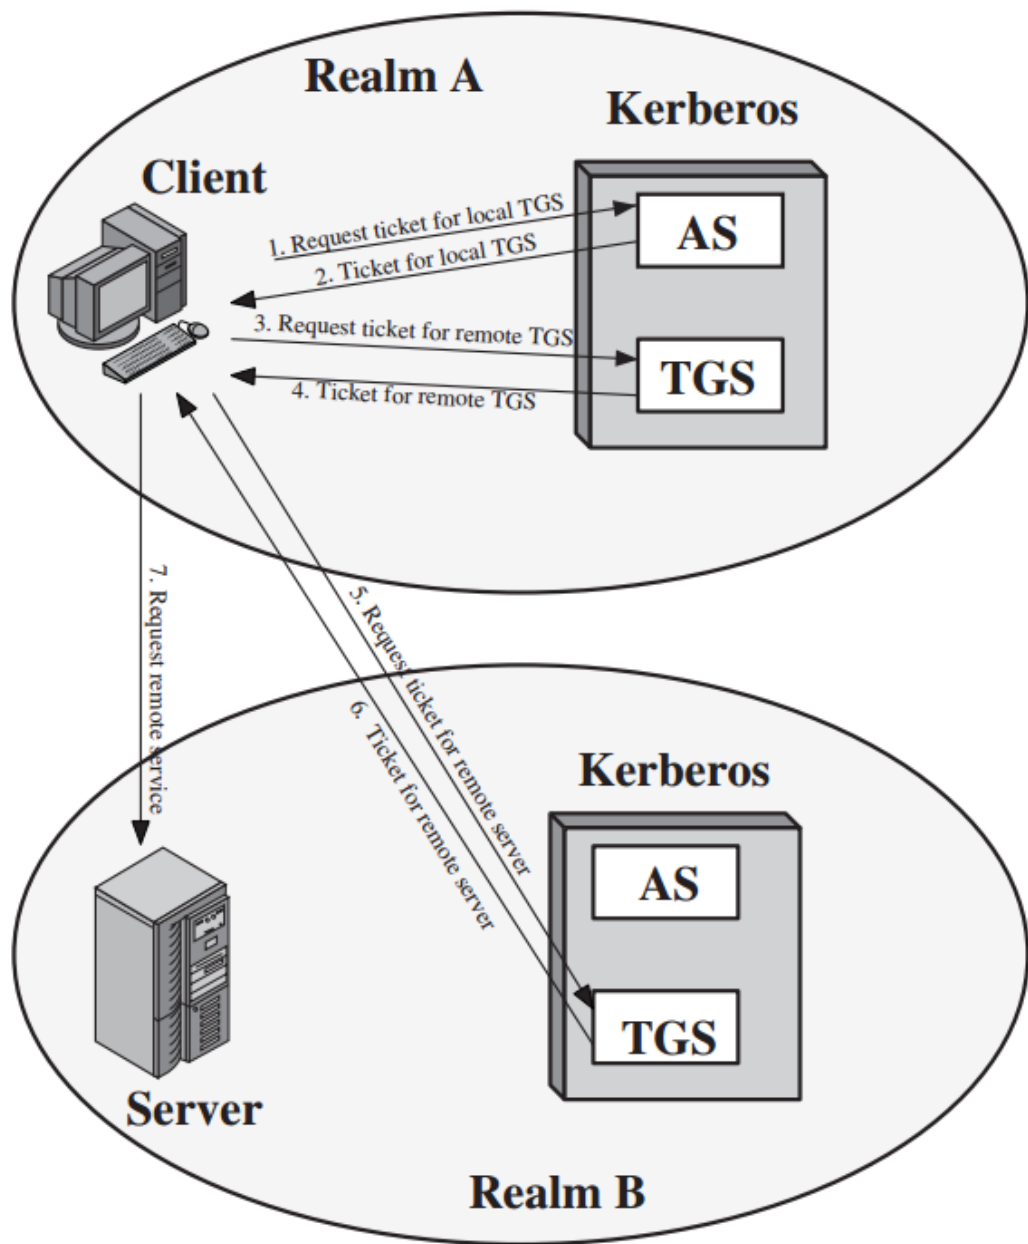 Realm A
Kerberos
Client
1. Request ticket for local TGS
AS
2. Ticket for local TGS
3. Request ticket for remote TGS
TGS
4. Ticket for remote TGS
7. Request remote service
5. Request ticket for remote server
6. Ticket for remote server
Kerberos
AS
TGS
Server
Realm B